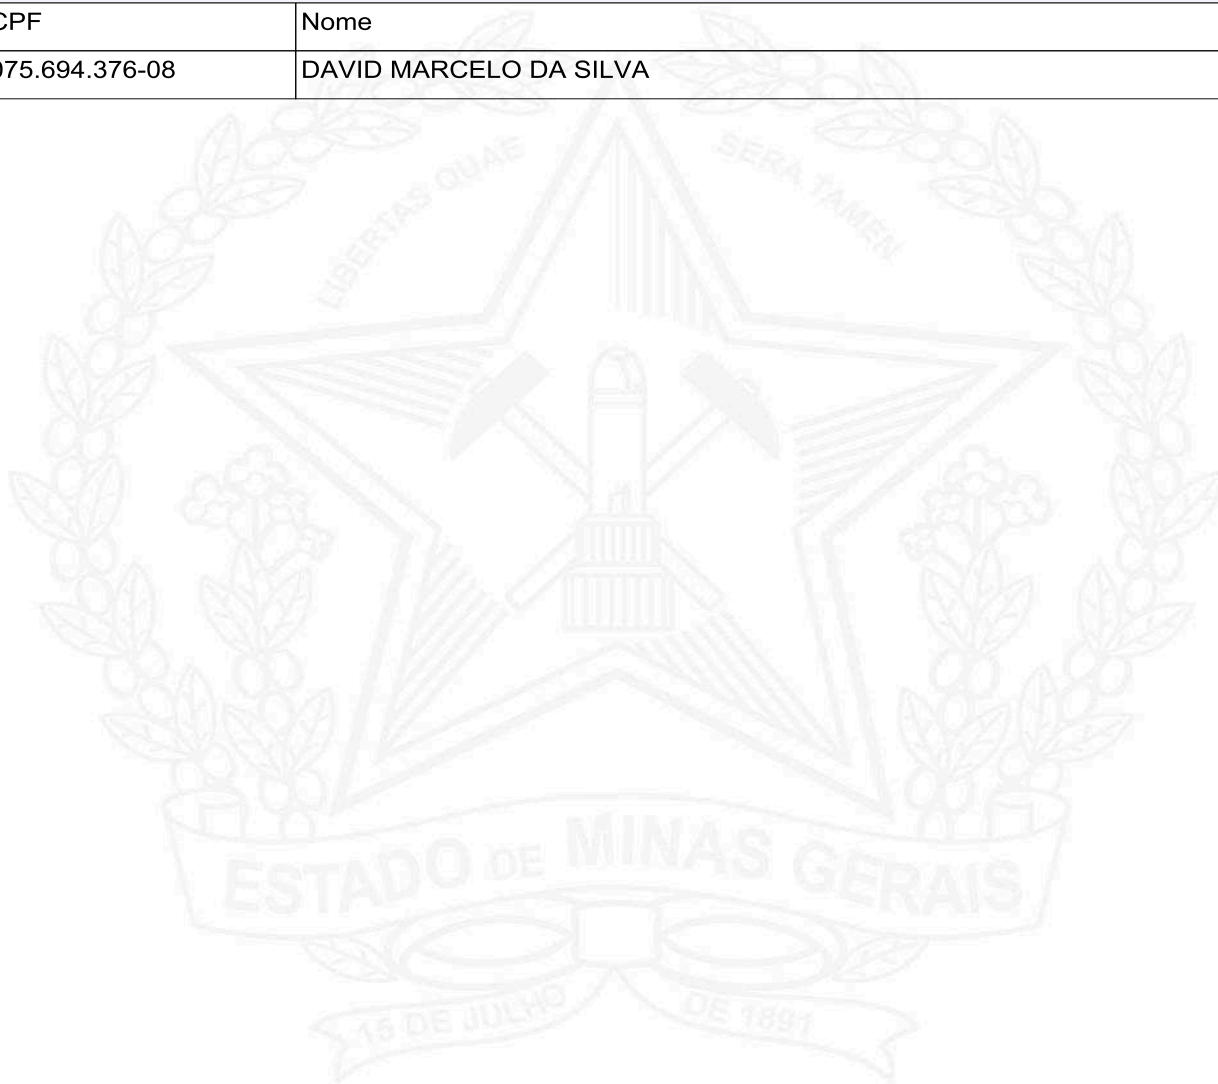 CPF Nome
075.694.376-08 DAVID MARCELO DA SILVA
LIBERTAS QUAE SERA TAMEN
ESTADO DE MINAS GERAIS
15 DE JULHO DE 1891